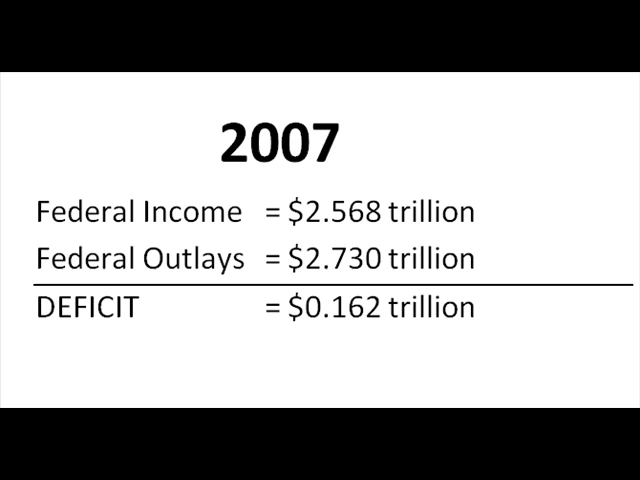 2007
Federal Income = $2.568 trillion
Federal Outlays = $2.730 trillion
DEFICIT = $0.162 trillion